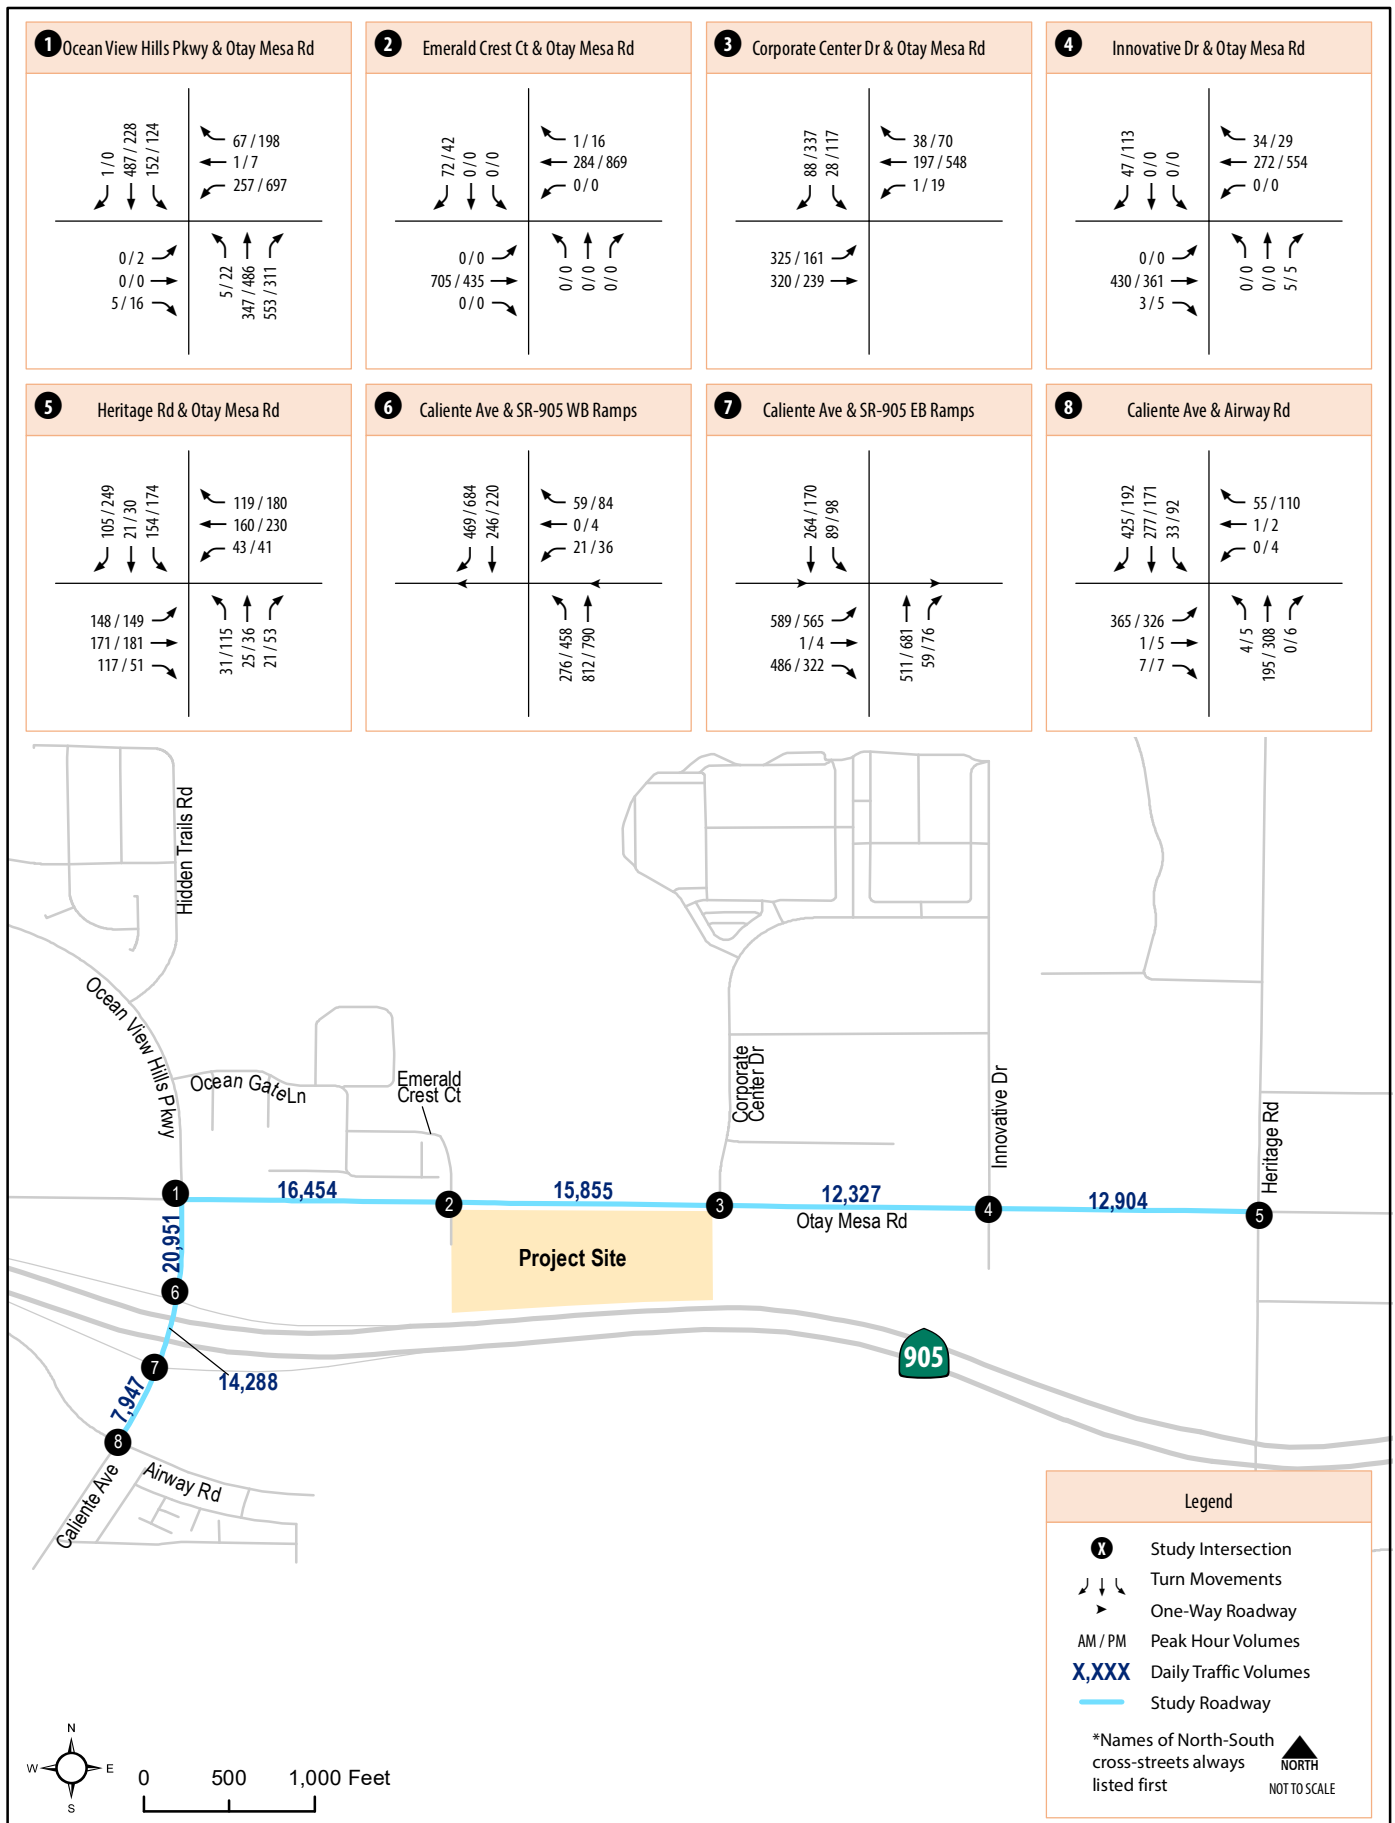 1 Ocean View Hills Pkwy & Otay Mesa Rd
1 / 0
487 / 228
152 / 124
67 / 198
1 / 7
257 / 697
0 / 2
0 / 0
5 / 16
5 / 22
347 / 486
553 / 311
2 Emerald Crest Ct & Otay Mesa Rd
72 / 42
0 / 0
0 / 0
1 / 16
284 / 869
0 / 0
0 / 0
705 / 435
0 / 0
0 / 0
0 / 0
0 / 0
3 Corporate Center Dr & Otay Mesa Rd
88 / 337
28 / 117
38 / 70
197 / 548
1 / 19
325 / 161
320 / 239
4 Innovative Dr & Otay Mesa Rd
47 / 113
0 / 0
0 / 0
34 / 29
272 / 554
0 / 0
0 / 0
430 / 361
3 / 5
0 / 0
0 / 0
5 / 5
5 Heritage Rd & Otay Mesa Rd
105 / 249
21 / 30
154 / 174
119 / 180
160 / 230
43 / 41
148 / 149
171 / 181
117 / 51
31 / 115
25 / 36
21 / 53
6 Caliente Ave & SR-905 WB Ramps
469 / 684
246 / 220
59 / 84
0 / 4
21 / 36
276 / 458
812 / 790
7 Caliente Ave & SR-905 EB Ramps
264 / 170
89 / 98
589 / 565
1 / 4
486 / 322
511 / 681
59 / 76
8 Caliente Ave & Airway Rd
425 / 192
277 / 171
33 / 92
55 / 110
1 / 2
0 / 4
365 / 326
1 / 5
7 / 7
4 / 5
195 / 308
0 / 6
Hidden Trails Rd
Ocean View Hills Pkwy
Ocean Gate Ln
Emerald
Crest Ct
Corporate
Center Dr
Innovative Dr
Heritage Rd
1
16,454
2
15,855
3
12,327
4
12,904
5
Otay Mesa Rd
20,951
Project Site
6
905
7
14,288
7,947
8
Airway Rd
Caliente Ave
Legend
X Study Intersection
Turn Movements
One-Way Roadway
AM / PM Peak Hour Volumes
X,XXX Daily Traffic Volumes
Study Roadway
*Names of North-South
cross-streets always
listed first
NORTH
NOT TO SCALE
N
W E
S
0 500 1,000 Feet